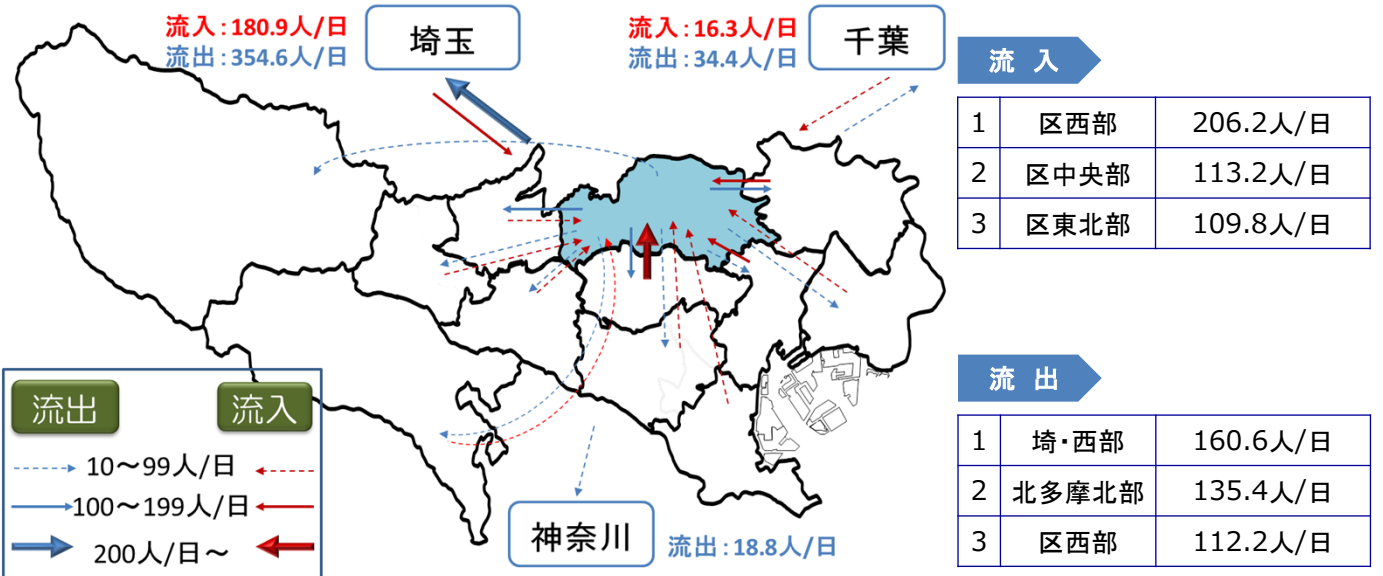 流入：180.9人/日
流出：354.6人/日
埼玉
流入：16.3人/日
流出：34.4人/日
千葉
流 入
1 区西部 206.2人/日
2 区中央部 113.2人/日
3 区東北部 109.8人/日
流 出
1 埼・西部 160.6人/日
2 北多摩北部 135.4人/日
3 区西部 112.2人/日
流出 流入
10～99人/日
100～199人/日
200人/日～
神奈川
流出：18.8人/日